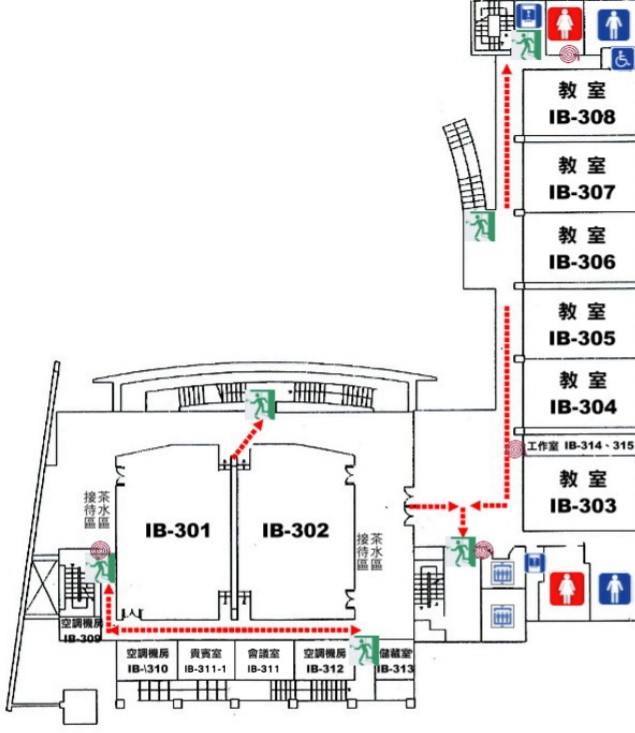 教 室
IB-308
教 室
IB-307
教 室
IB-306
教 室
IB-305
教 室
IB-304
工作室 IB-314、315
教 室
IB-303
茶水區
接待區
IB-301
IB-302
茶水區
接待區
空調機房
IB-309
空調機房
IB-\310
貴賓室
IB-311-1
會議室
IB-311
空調機房
IB-312
儲藏室
IB-313